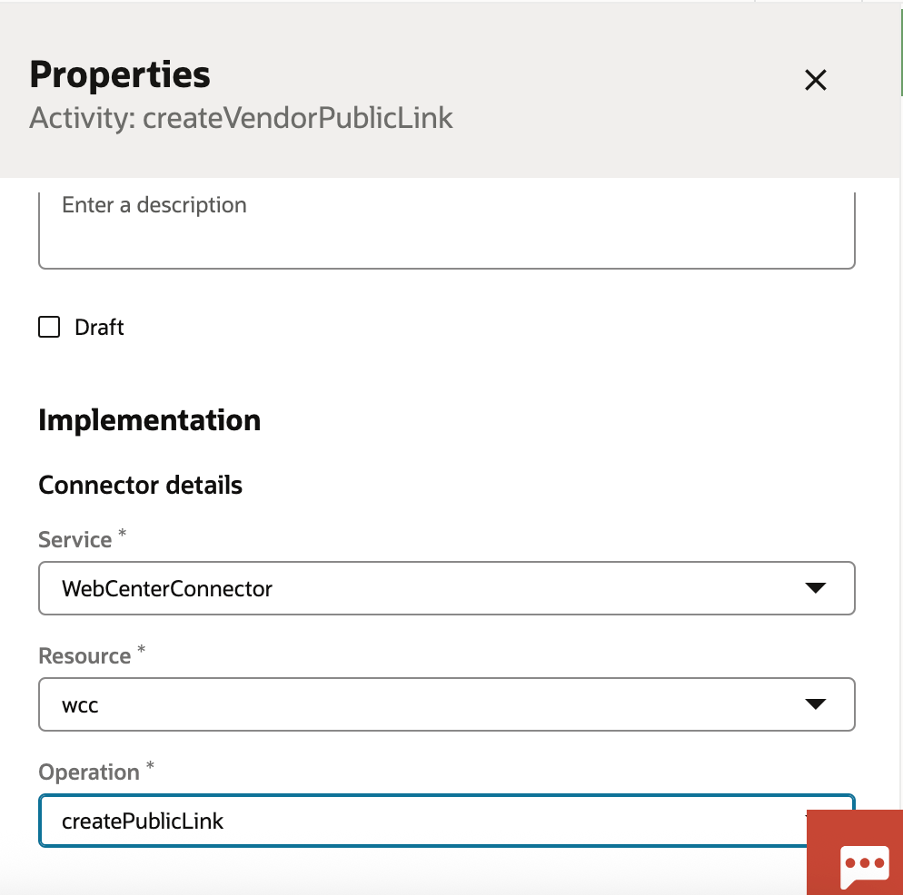 Properties
Activity: createVendorPublicLink
Enter a description
Draft
Implementation
Connector details
Service *
WebCenterConnector
Resource *
wcc
Operation *
createPublicLink